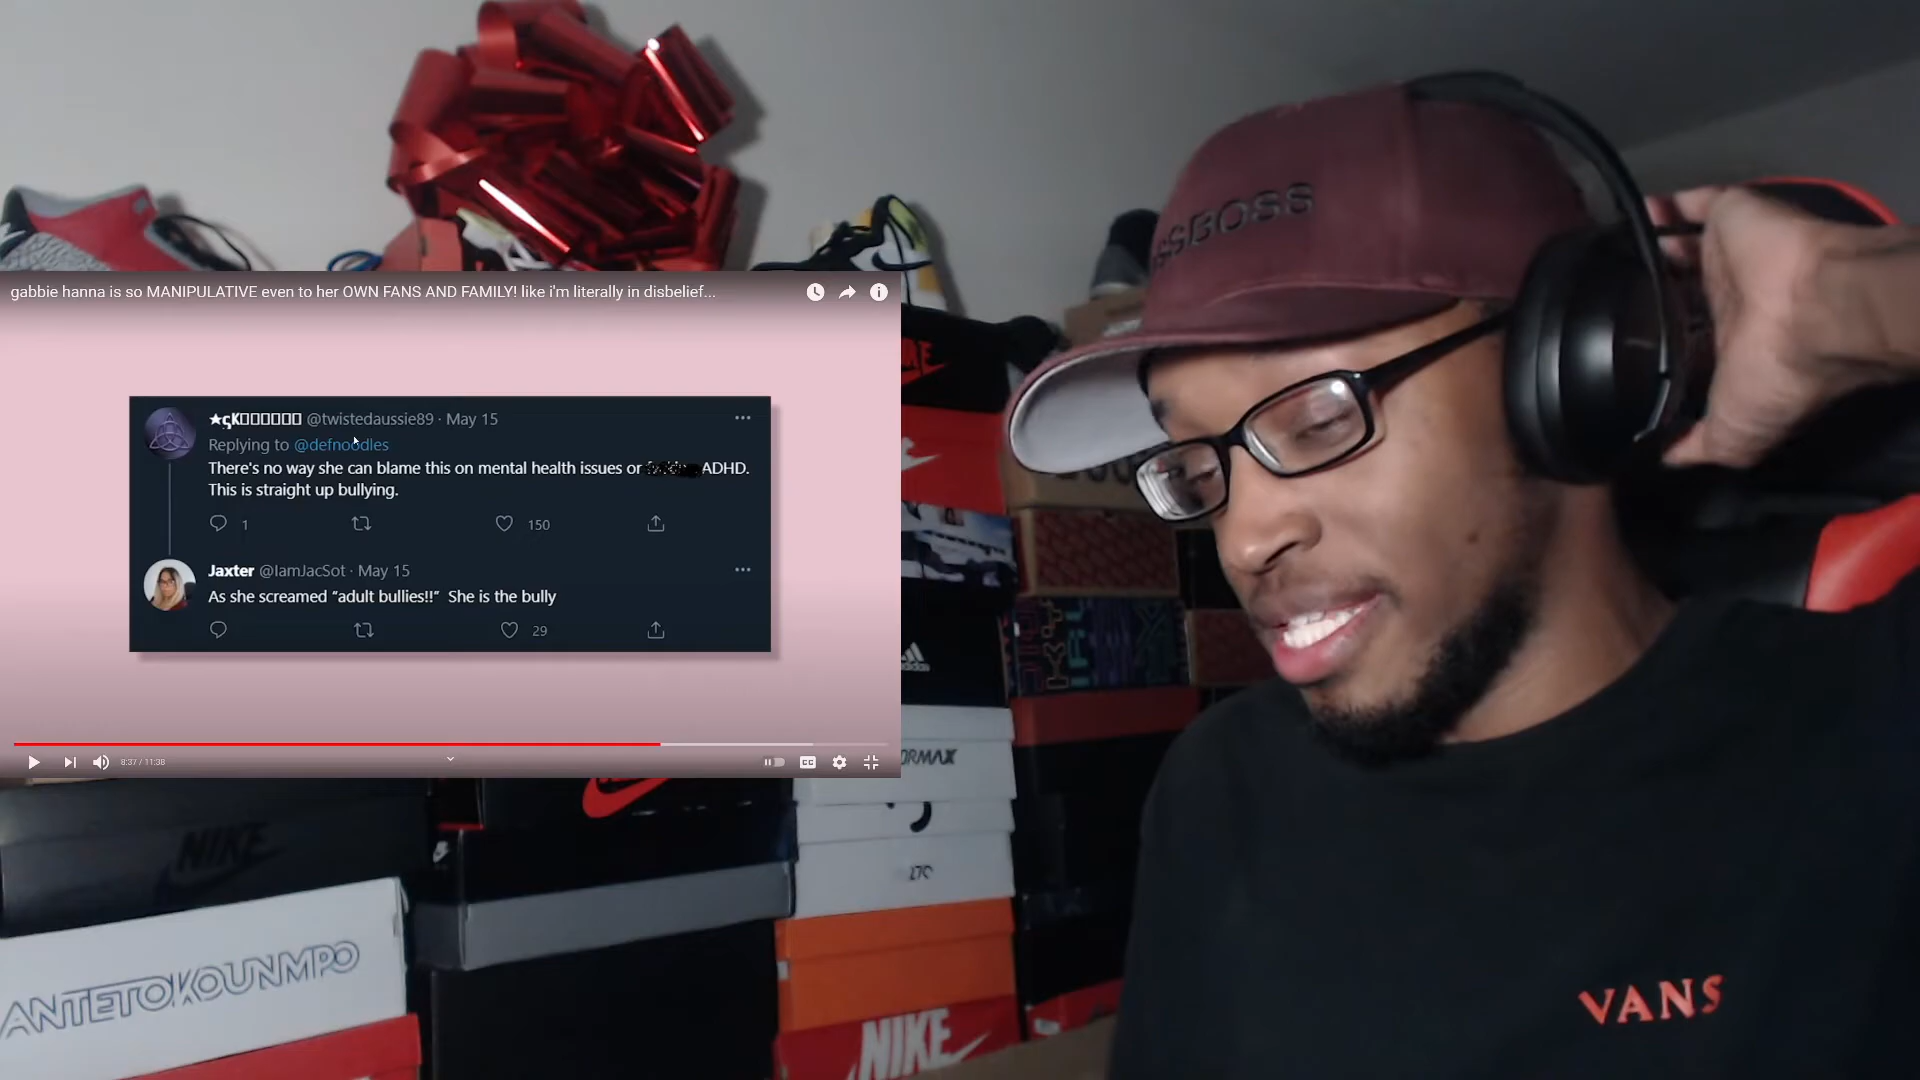 gabbie hanna is so MANIPULATIVE even to her OWN FANS AND FAMILY! like i'm literally in disbelief...
@twistedaussie89 · May 15
Replying to @defnoodles
There's no way she can blame this on mental health issues or ADHD.
This is straight up bullying.
1 150
Jaxter @IamJacSot · May 15
As she screamed “adult bullies!!” She is the bully
29
8:37 / 11:38
CC
BOSS
VANS
adidas
NIKE
ANTETOKOUNMPO
NIKE